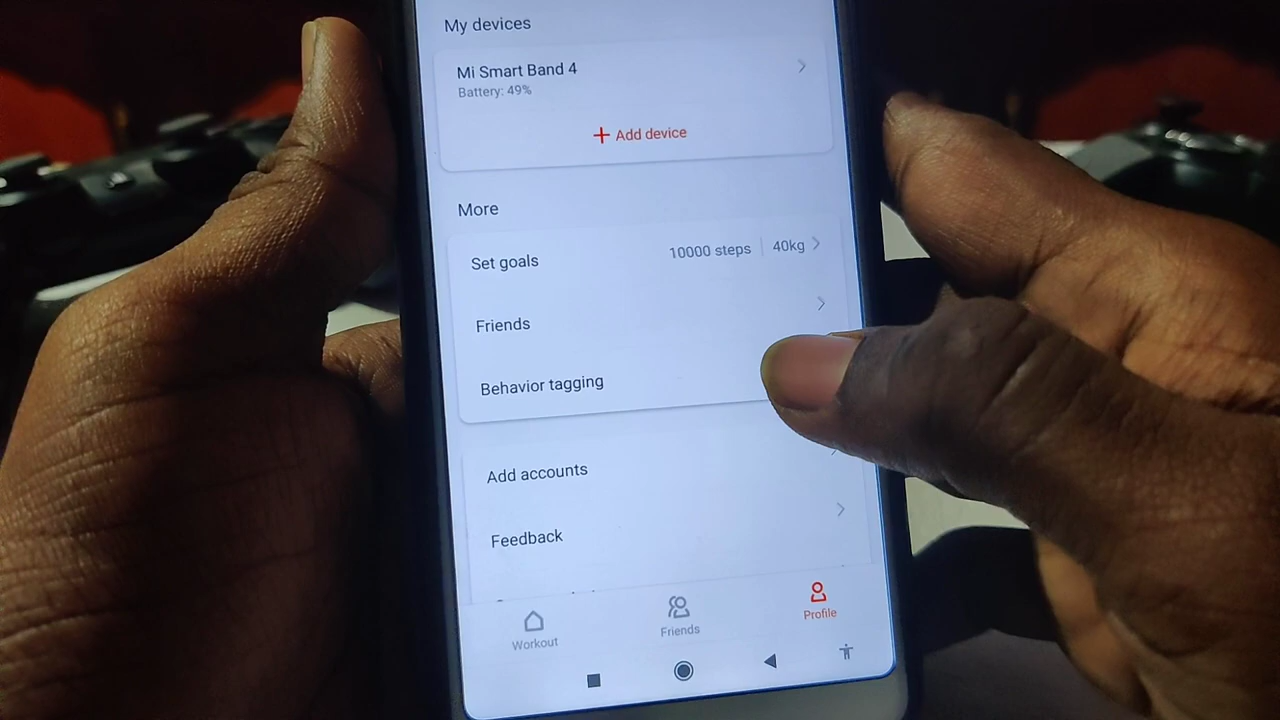 My devices
Mi Smart Band 4
Battery: 49%
+ Add device
More
Set goals 10000 steps | 40kg
Friends
Behavior tagging
Add accounts
Feedback
Workout Friends Profile